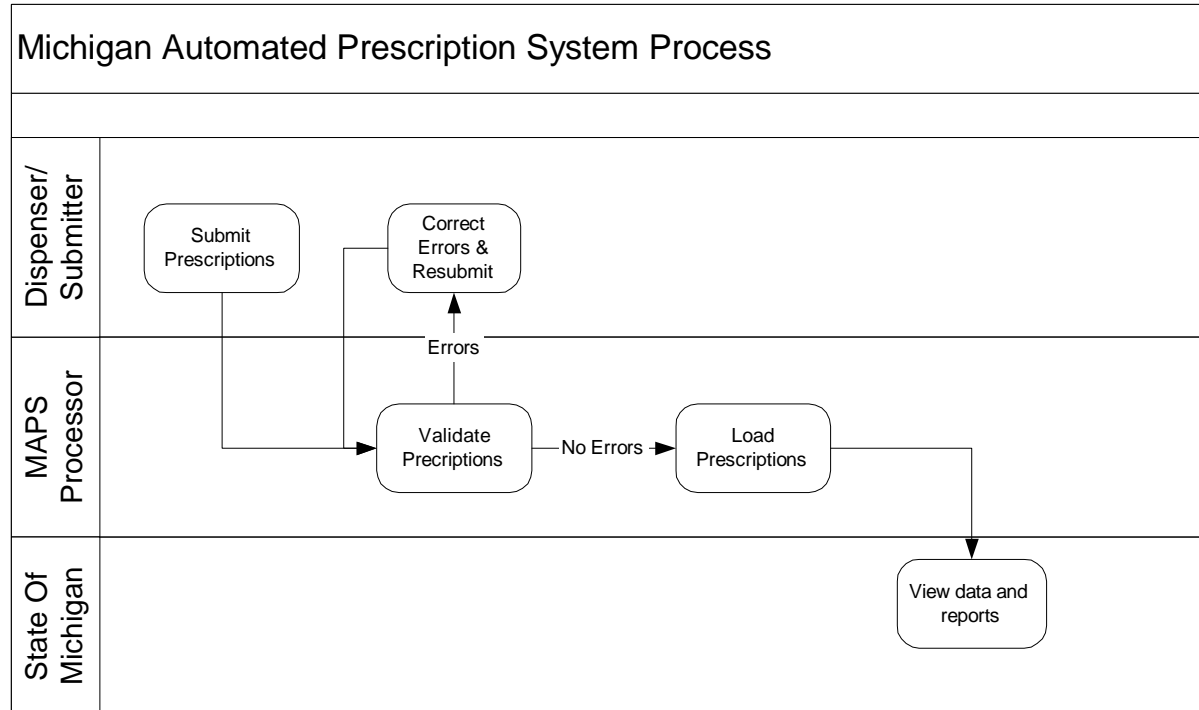 Michigan Automated Prescription System Process
Dispenser/
Submitter
Submit
Prescriptions
Correct
Errors &
Resubmit
Errors
MAPS
Processor
Validate
Precriptions
No Errors
Load
Prescriptions
State Of
Michigan
View data and
reports